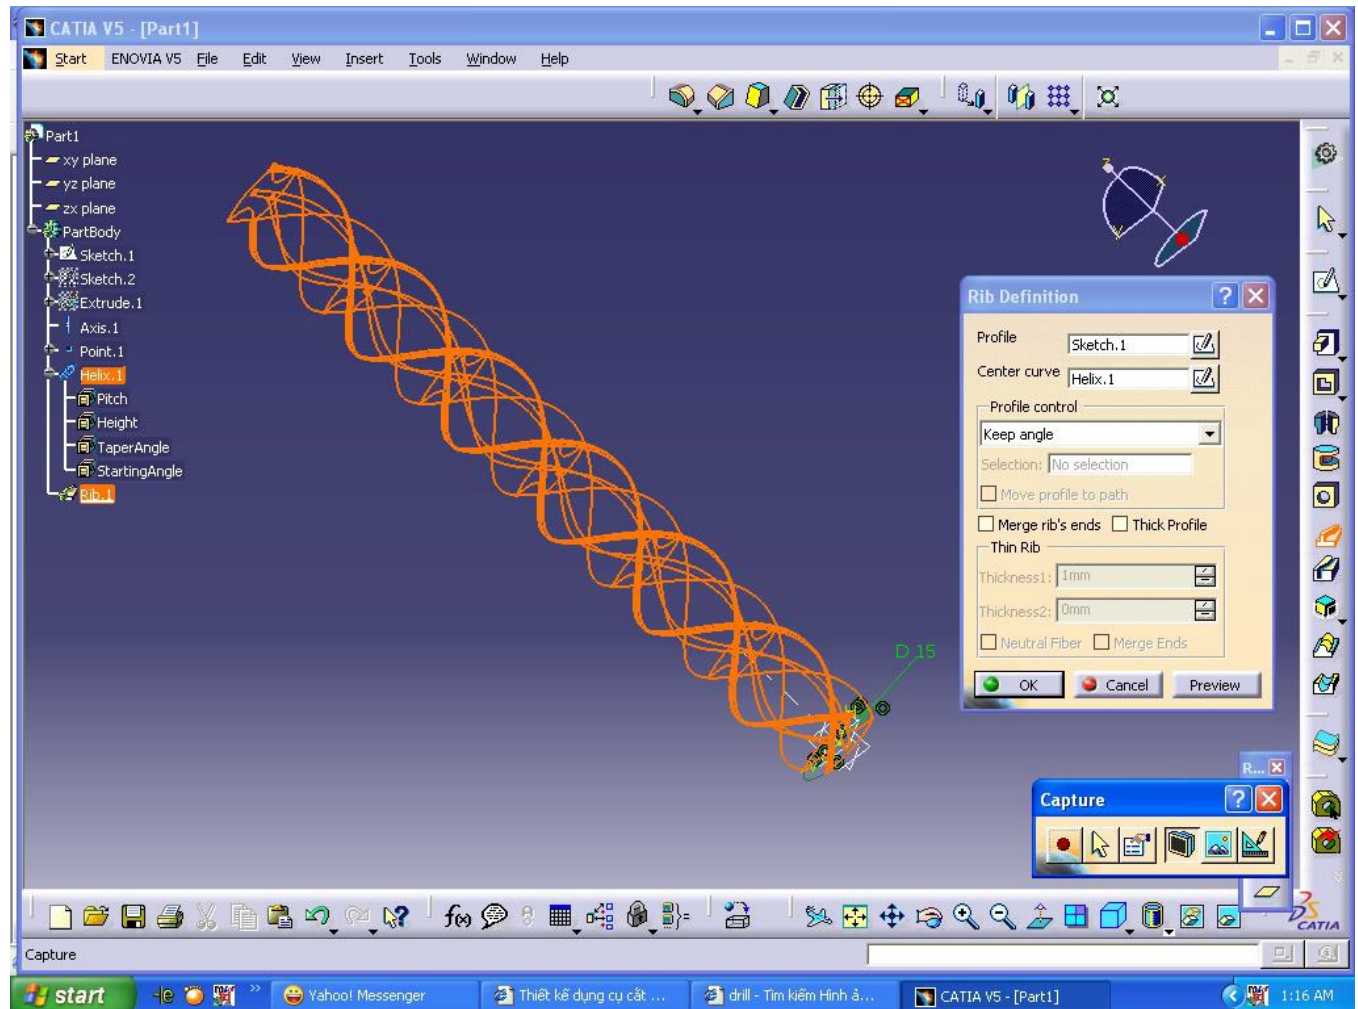 CATIA V5 - [Part1]
Start ENOVIA V5 File Edit View Insert Tools Window Help
Part1
xy plane
yz plane
zx plane
PartBody
Sketch.1
Sketch.2
Extrude.1
Axis.1
Point.1
Helix.1
Pitch
Height
TaperAngle
StartingAngle
Rib.1
Z
X
Y
D 15
Rib Definition
Profile Sketch.1
Center curve Helix.1
Profile control
Keep angle
Selection: No selection
Move profile to path
Merge rib's ends Thick Profile
Thin Rib
Thickness1: 1mm
Thickness2: 0mm
Neutral Fiber Merge Ends
OK Cancel Preview
R...
Capture
f(x)
CATIA
Capture
start Yahoo! Messenger Thiết kế dụng cụ cắt ... drill - Tìm kiếm Hình ả... CATIA V5 - [Part1] 1:16 AM